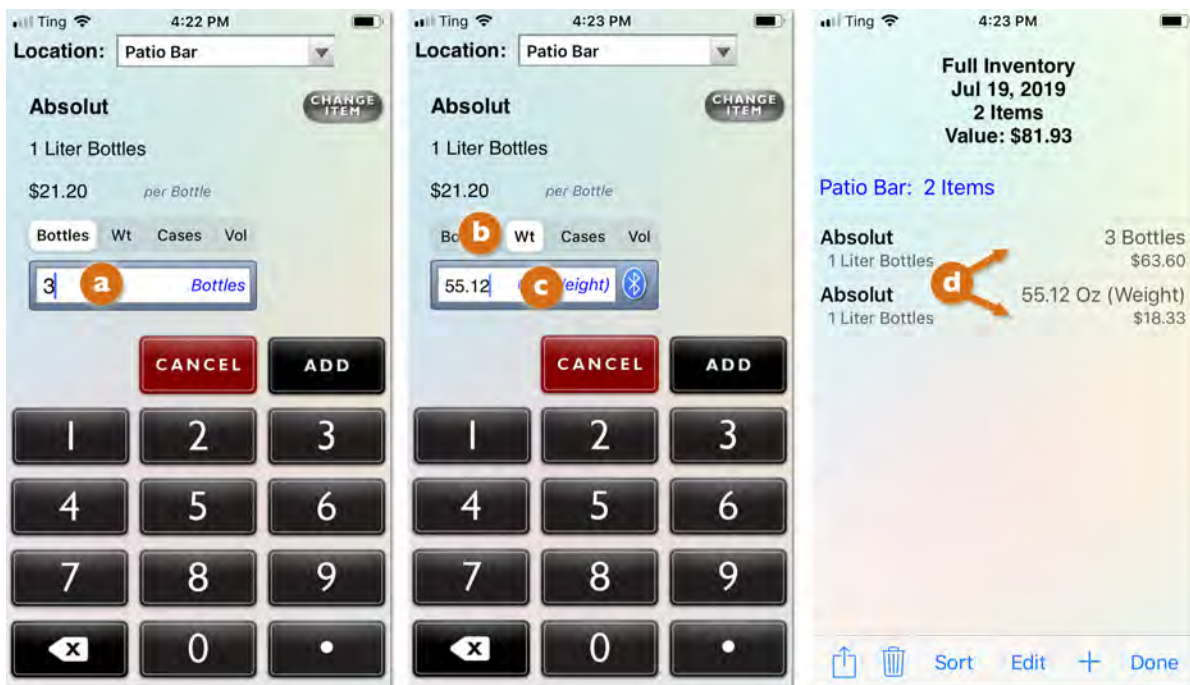 Ting 4:22 PM
Location: Patio Bar
Absolut
CHANGE ITEM
1 Liter Bottles
$21.20 per Bottle
Bottles Wt Cases Vol
3 a Bottles
CANCEL ADD
1 2 3
4 5 6
7 8 9
X 0 .
Ting 4:23 PM
Location: Patio Bar
Absolut
CHANGE ITEM
1 Liter Bottles
$21.20 per Bottle
b Wt Cases Vol
55.12 c
CANCEL ADD
1 2 3
4 5 6
7 8 9
X 0 .
Ting 4:23 PM
Full Inventory
Jul 19, 2019
2 Items
Value: $81.93
Patio Bar: 2 Items
Absolut 3 Bottles
1 Liter Bottles $63.60
d
Absolut 55.12 Oz (Weight)
1 Liter Bottles $18.33
Sort Edit + Done